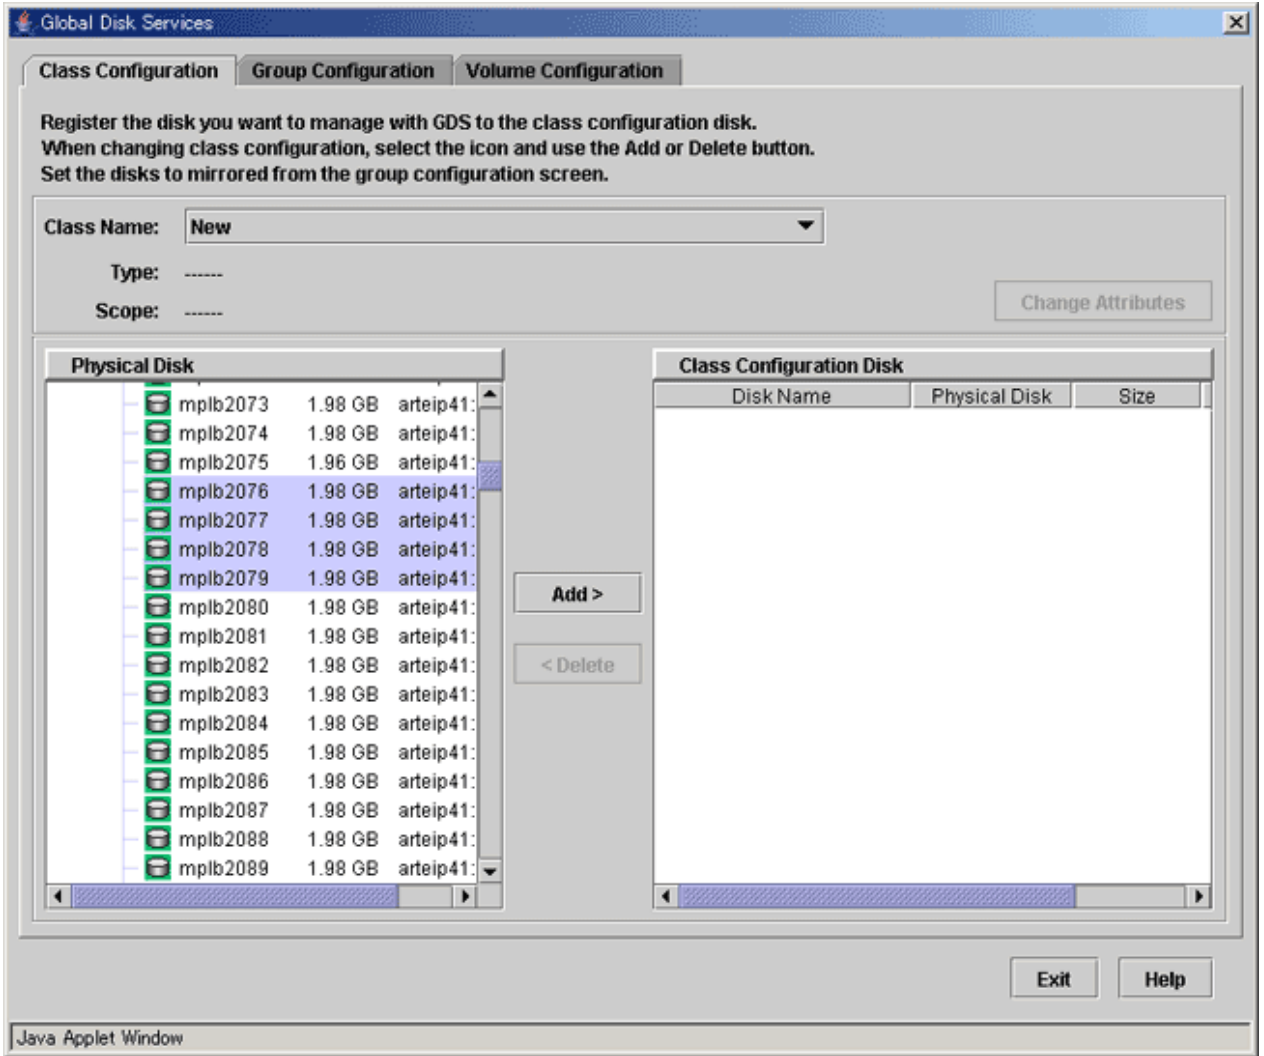 Global Disk Services
Class Configuration Group Configuration Volume Configuration
Register the disk you want to manage with GDS to the class configuration disk.
When changing class configuration, select the icon and use the Add or Delete button.
Set the disks to mirrored from the group configuration screen.
Class Name: New
Type: ------
Scope: ------
Change Attributes
Physical Disk
mplb2073 1.98 GB arteip41:
mplb2074 1.98 GB arteip41:
mplb2075 1.96 GB arteip41:
mplb2076 1.98 GB arteip41:
mplb2077 1.98 GB arteip41:
mplb2078 1.98 GB arteip41:
mplb2079 1.98 GB arteip41:
mplb2080 1.98 GB arteip41:
mplb2081 1.98 GB arteip41:
mplb2082 1.98 GB arteip41:
mplb2083 1.98 GB arteip41:
mplb2084 1.98 GB arteip41:
mplb2085 1.98 GB arteip41:
mplb2086 1.98 GB arteip41:
mplb2087 1.98 GB arteip41:
mplb2088 1.98 GB arteip41:
mplb2089 1.98 GB arteip41:
Add >
< Delete
Class Configuration Disk
Disk Name Physical Disk Size
Exit Help
Java Applet Window